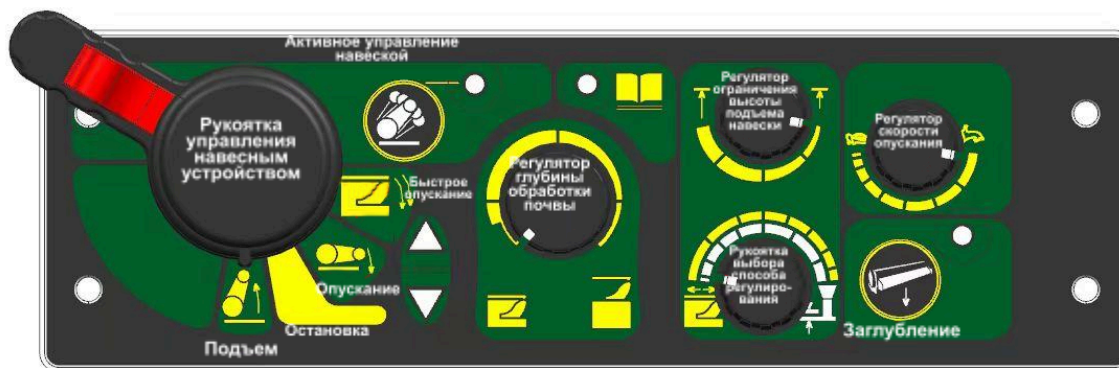 Активное управление
навеской
Рукоятка
управления
навесным
устройством
Быстрое
опускание
Опускание
Остановка
Подъем
Регулятор
глубины
обработки
почвы
Регулятор
ограничения
высоты
подъема
навески
Рукоятка
выбора
способа
регулиро-
вания
Регулятор
скорости
опускания
Заглубление